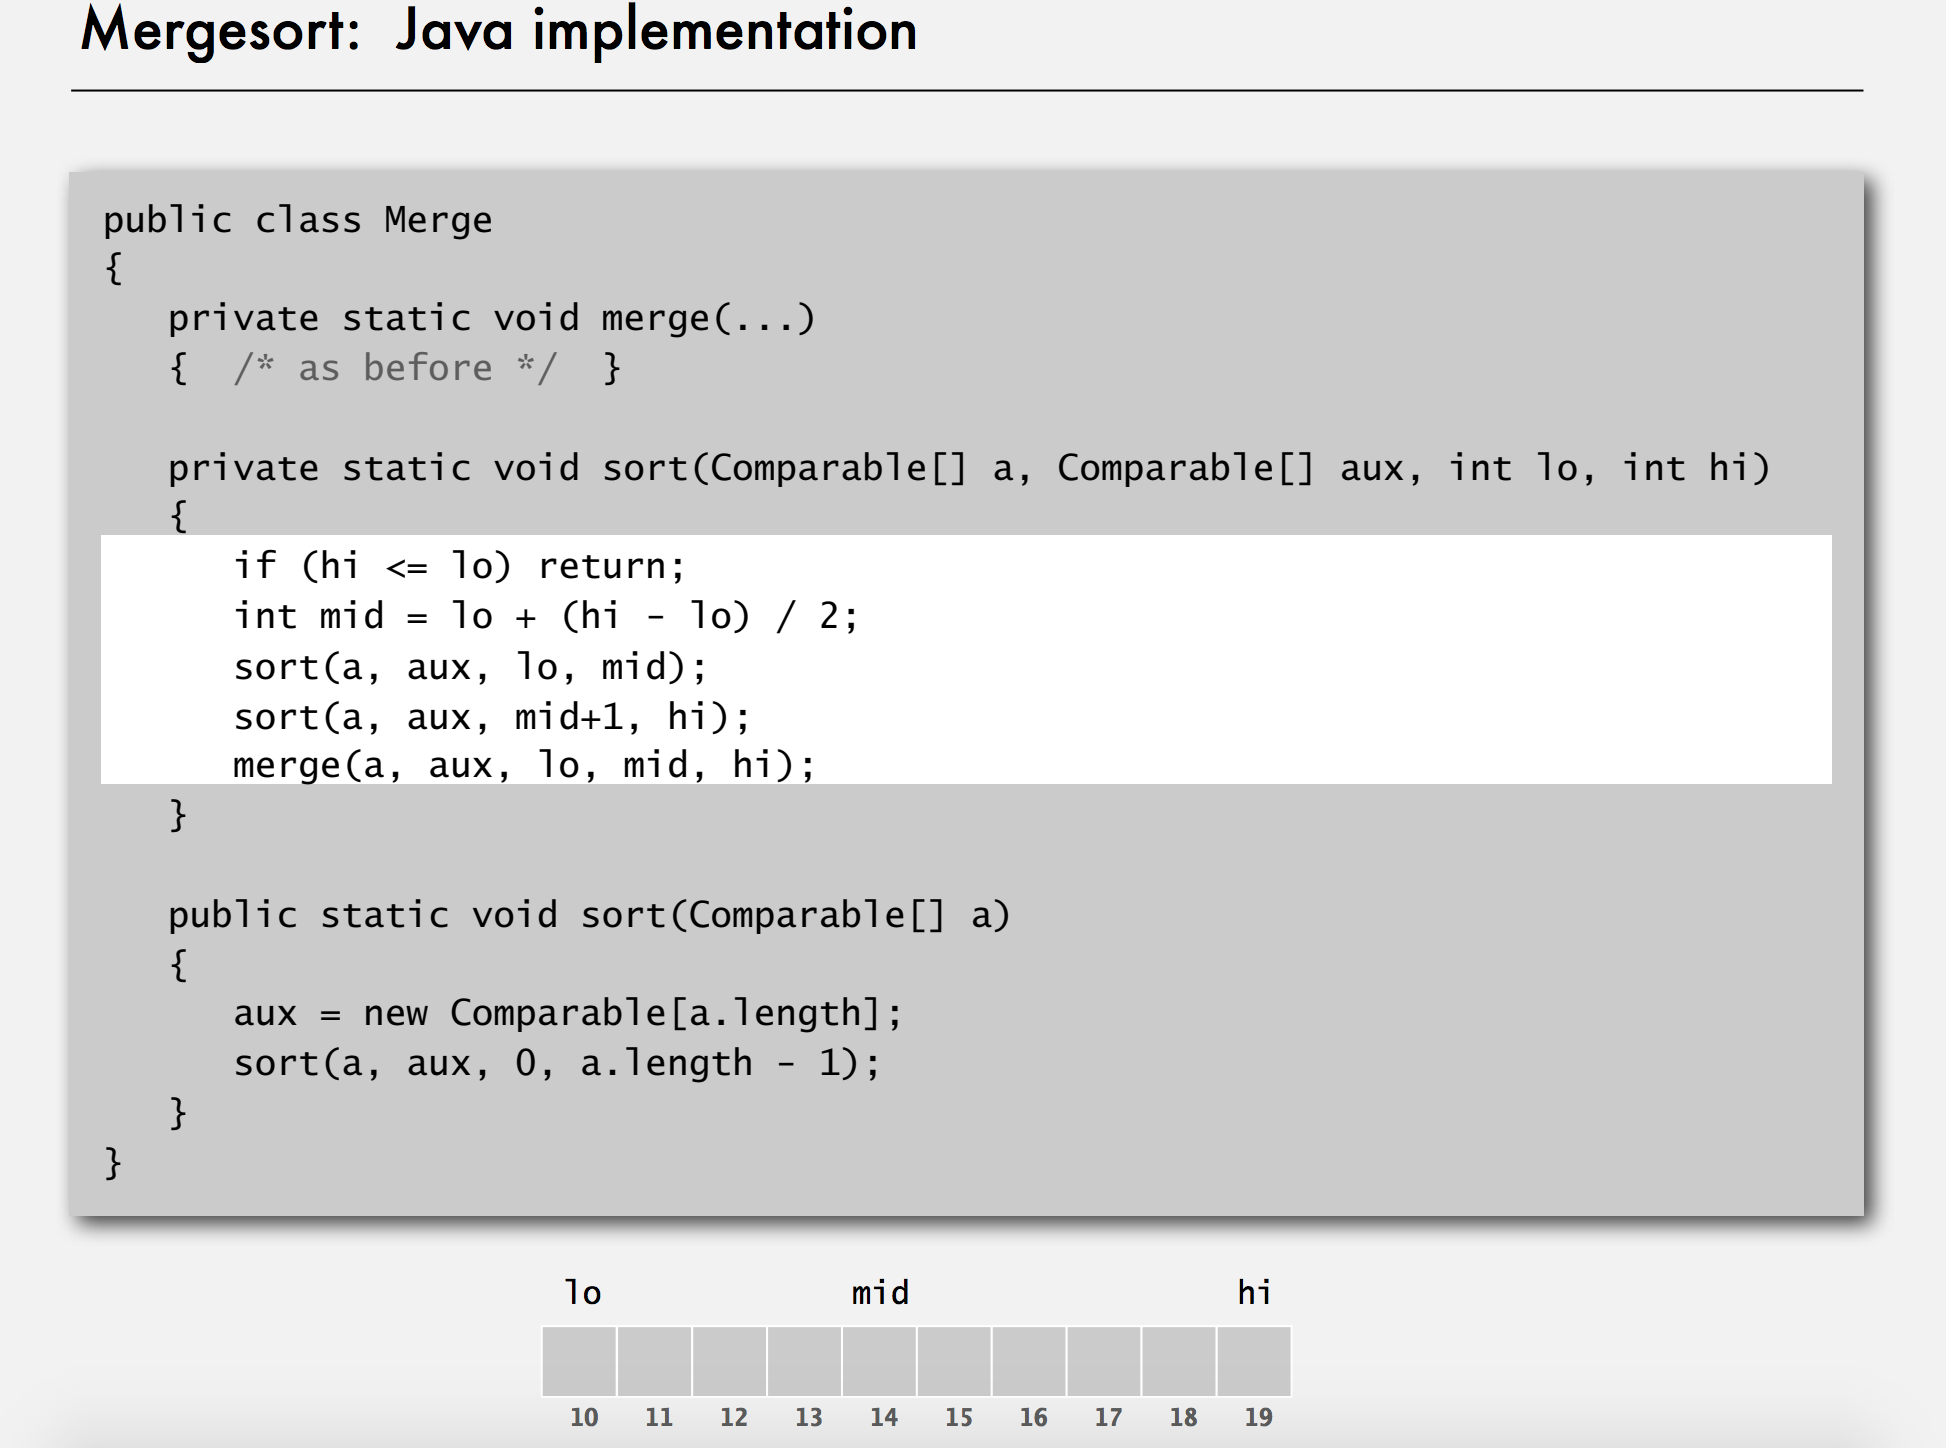 Mergesort: Java implementation
public class Merge
{
private static void merge(...)
{ /* as before */ }
private static void sort(Comparable[] a, Comparable[] aux, int lo, int hi)
{
if (hi <= lo) return;
int mid = lo + (hi - lo) / 2;
sort(a, aux, lo, mid);
sort(a, aux, mid+1, hi);
merge(a, aux, lo, mid, hi);
}
public static void sort(Comparable[] a)
{
aux = new Comparable[a.length];
sort(a, aux, 0, a.length - 1);
}
}
lo mid hi
10 11 12 13 14 15 16 17 18 19